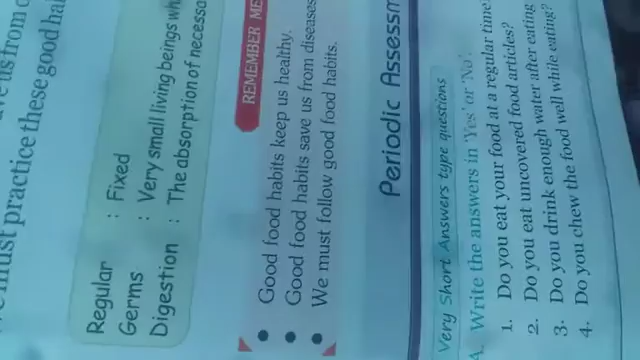 must practice these good
Regular : Fixed
Germs : Very small living beings
Digestion : The absorption of
REMEMBER ME
Good food habits keep us healthy.
Good food habits save us from diseases
We must follow good food habits.
Periodic
Very Short Answers type questions
A. Write the answers in 'Yes' or 'No'.
1. Do you eat your food at a regular time?
2. Do you eat uncovered food articles?
3. Do you drink enough water after eating
4. Do you chew the food well while eating?